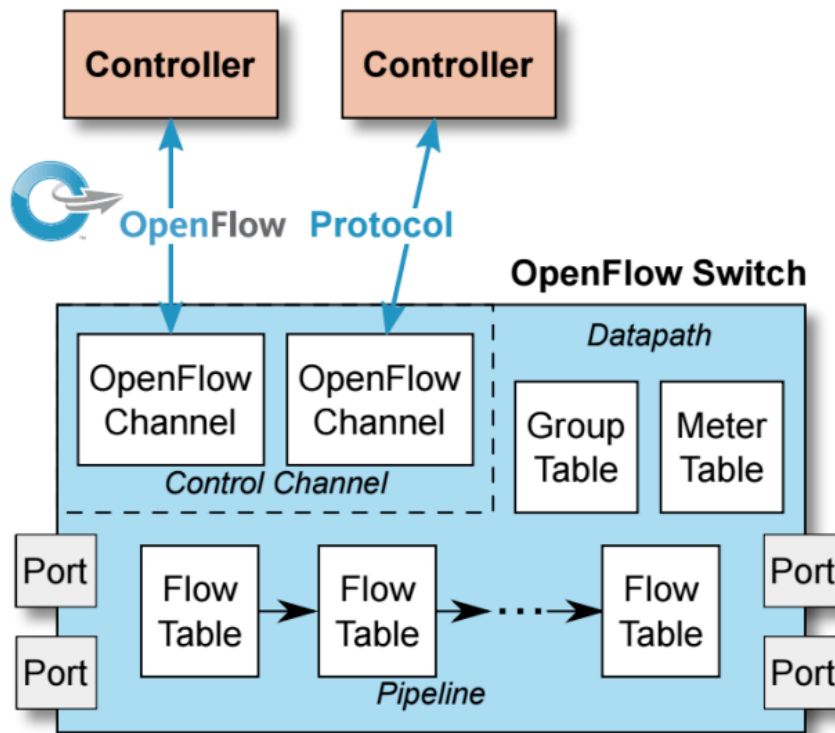 Controller
Controller
OpenFlow Protocol
™
OpenFlow Switch
Datapath
OpenFlow
Channel
OpenFlow
Channel
Control Channel
Group
Table
Meter
Table
Port
Port
Port
Port
Flow
Table
Flow
Table
...
Flow
Table
Pipeline